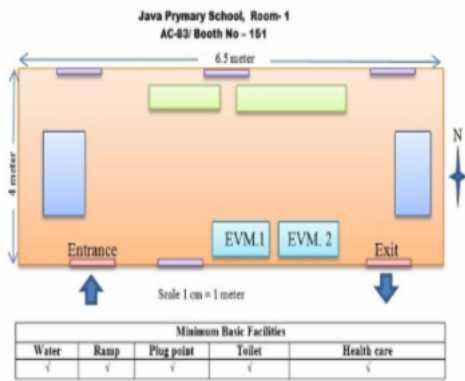 Java Prymary School, Room- 1
AC-83/ Booth No – 151
6.5 meter
4 meter
N
EVM.1 EVM. 2
Entrance Exit
Scale 1 cm = 1 meter
Minimum Basic Facilities
Water Ramp Plug point Toilet Health care
√ √ √ √ √